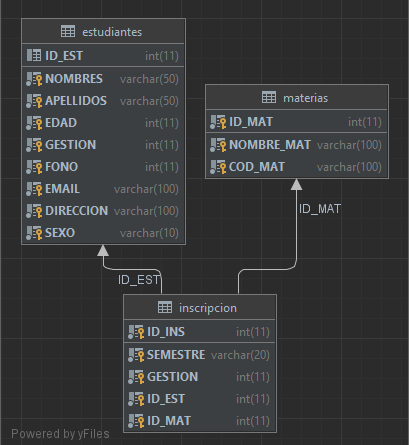 estudiantes
ID_EST int(11)
NOMBRES varchar(50)
APELLIDOS varchar(50)
EDAD int(11)
GESTION int(11)
FONO int(11)
EMAIL varchar(100)
DIRECCION varchar(100)
SEXO varchar(10)
materias
ID_MAT int(11)
NOMBRE_MAT varchar(100)
COD_MAT varchar(100)
ID_MAT
ID_EST
inscripcion
ID_INS int(11)
SEMESTRE varchar(20)
GESTION int(11)
ID_EST int(11)
ID_MAT int(11)
Powered by yFiles